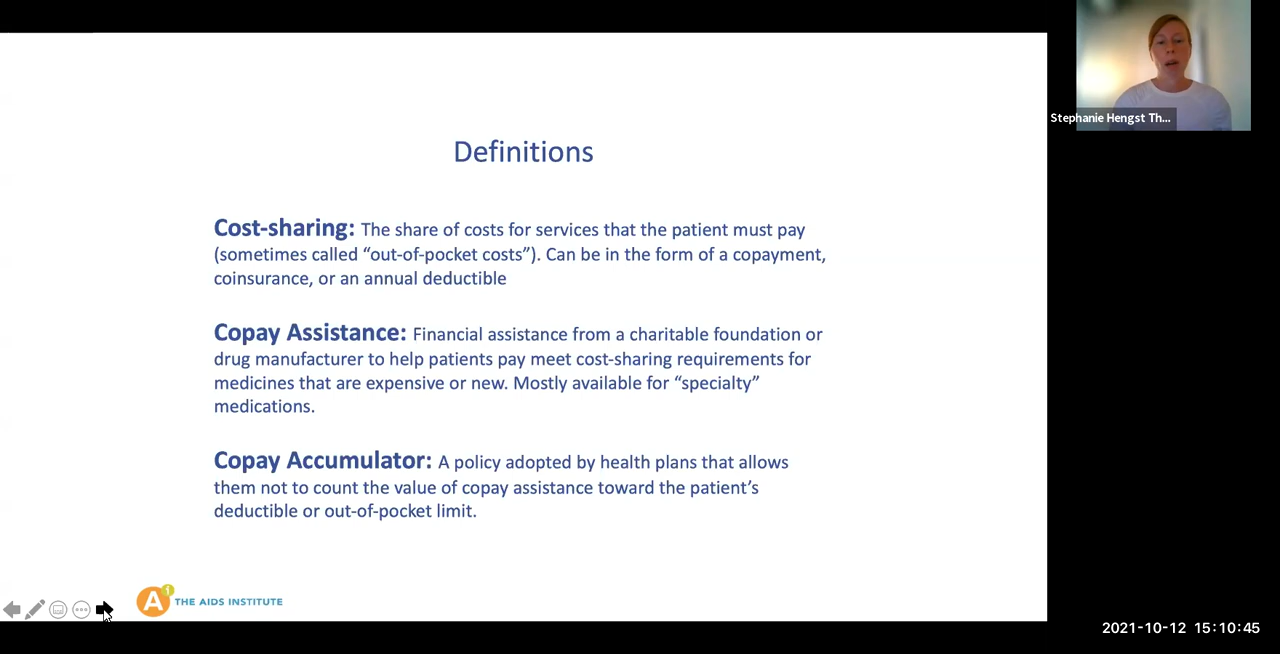 Definitions
Cost-sharing: The share of costs for services that the patient must pay
(sometimes called “out-of-pocket costs”). Can be in the form of a copayment,
coinsurance, or an annual deductible
Copay Assistance: Financial assistance from a charitable foundation or
drug manufacturer to help patients pay meet cost-sharing requirements for
medicines that are expensive or new. Mostly available for “specialty”
medications.
Copay Accumulator: A policy adopted by health plans that allows
them not to count the value of copay assistance toward the patient’s
deductible or out-of-pocket limit.
A i THE AIDS INSTITUTE
Stephanie Hengst Th...
2021-10-12 15:10:45